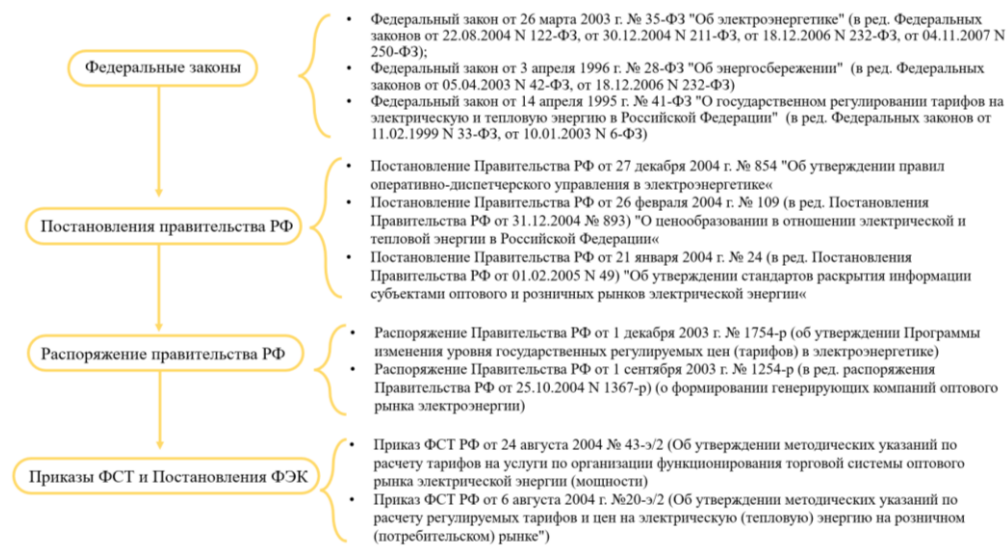 Федеральные законы
• Федеральный закон от 26 марта 2003 г. № 35-ФЗ "Об электроэнергетике" (в ред. Федеральных
законов от 22.08.2004 N 122-ФЗ, от 30.12.2004 N 211-ФЗ, от 18.12.2006 N 232-ФЗ, от 04.11.2007 N
250-ФЗ);
• Федеральный закон от 3 апреля 1996 г. № 28-ФЗ "Об энергосбережении" (в ред. Федеральных
законов от 05.04.2003 N 42-ФЗ, от 18.12.2006 N 232-ФЗ)
• Федеральный закон от 14 апреля 1995 г. № 41-ФЗ "О государственном регулировании тарифов на
электрическую и тепловую энергию в Российской Федерации" (в ред. Федеральных законов от
11.02.1999 N 33-ФЗ, от 10.01.2003 N 6-ФЗ)
Постановления правительства РФ
• Постановление Правительства РФ от 27 декабря 2004 г. № 854 "Об утверждении правил
оперативно-диспетчерского управления в электроэнергетике«
• Постановление Правительства РФ от 26 февраля 2004 г. № 109 (в ред. Постановления
Правительства РФ от 31.12.2004 № 893) "О ценообразовании в отношении электрической и
тепловой энергии в Российской Федерации«
• Постановление Правительства РФ от 21 января 2004 г. № 24 (в ред. Постановления
Правительства РФ от 01.02.2005 N 49) "Об утверждении стандартов раскрытия информации
субъектами оптового и розничных рынков электрической энергии«
Распоряжение правительства РФ
• Распоряжение Правительства РФ от 1 декабря 2003 г. № 1754-р (об утверждении Программы
изменения уровня государственных регулируемых цен (тарифов) в электроэнергетике)
• Распоряжение Правительства РФ от 1 сентября 2003 г. № 1254-р (в ред. распоряжения
Правительства РФ от 25.10.2004 N 1367-р) (о формировании генерирующих компаний оптового
рынка электроэнергии)
Приказы ФСТ и Постановления ФЭК
• Приказ ФСТ РФ от 24 августа 2004 № 43-э/2 (Об утверждении методических указаний по
расчету тарифов на услуги по организации функционирования торговой системы оптового
рынка электрической энергии (мощности)
• Приказ ФСТ РФ от 6 августа 2004 г. №20-э/2 (Об утверждении методических указаний по
расчету регулируемых тарифов и цен на электрическую (тепловую) энергию на розничном
(потребительском) рынке")